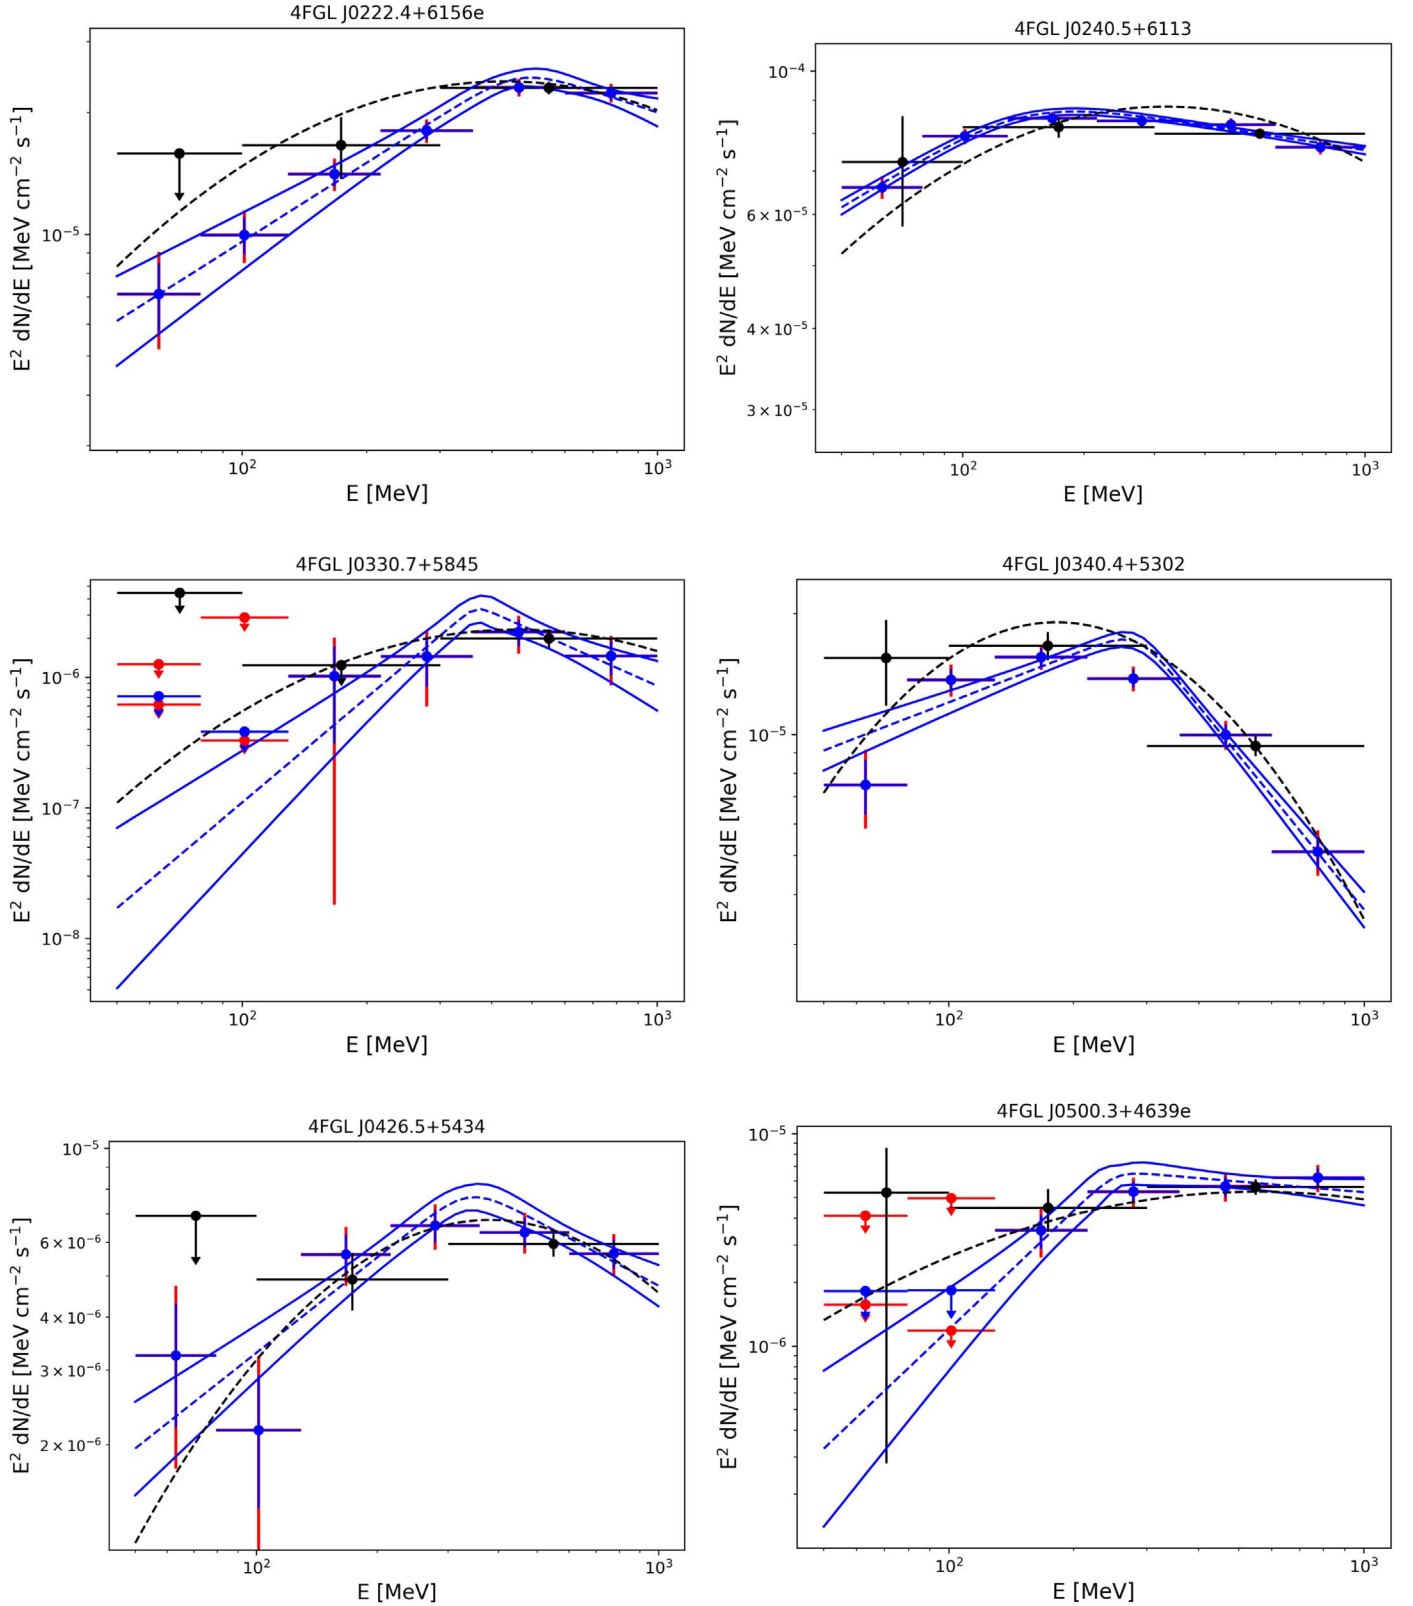 4FGL J0222.4+6156e
E² dN/dE [MeV cm⁻² s⁻¹]
10⁻⁵
10² 10³
E [MeV]
4FGL J0240.5+6113
E² dN/dE [MeV cm⁻² s⁻¹]
10⁻⁴
6 × 10⁻⁵
4 × 10⁻⁵
3 × 10⁻⁵
10² 10³
E [MeV]
4FGL J0330.7+5845
E² dN/dE [MeV cm⁻² s⁻¹]
10⁻⁶
10⁻⁷
10⁻⁸
10² 10³
E [MeV]
4FGL J0340.4+5302
E² dN/dE [MeV cm⁻² s⁻¹]
10⁻⁵
10² 10³
E [MeV]
4FGL J0426.5+5434
E² dN/dE [MeV cm⁻² s⁻¹]
10⁻⁵
6 × 10⁻⁶
4 × 10⁻⁶
3 × 10⁻⁶
2 × 10⁻⁶
10² 10³
E [MeV]
4FGL J0500.3+4639e
E² dN/dE [MeV cm⁻² s⁻¹]
10⁻⁵
10⁻⁶
10² 10³
E [MeV]